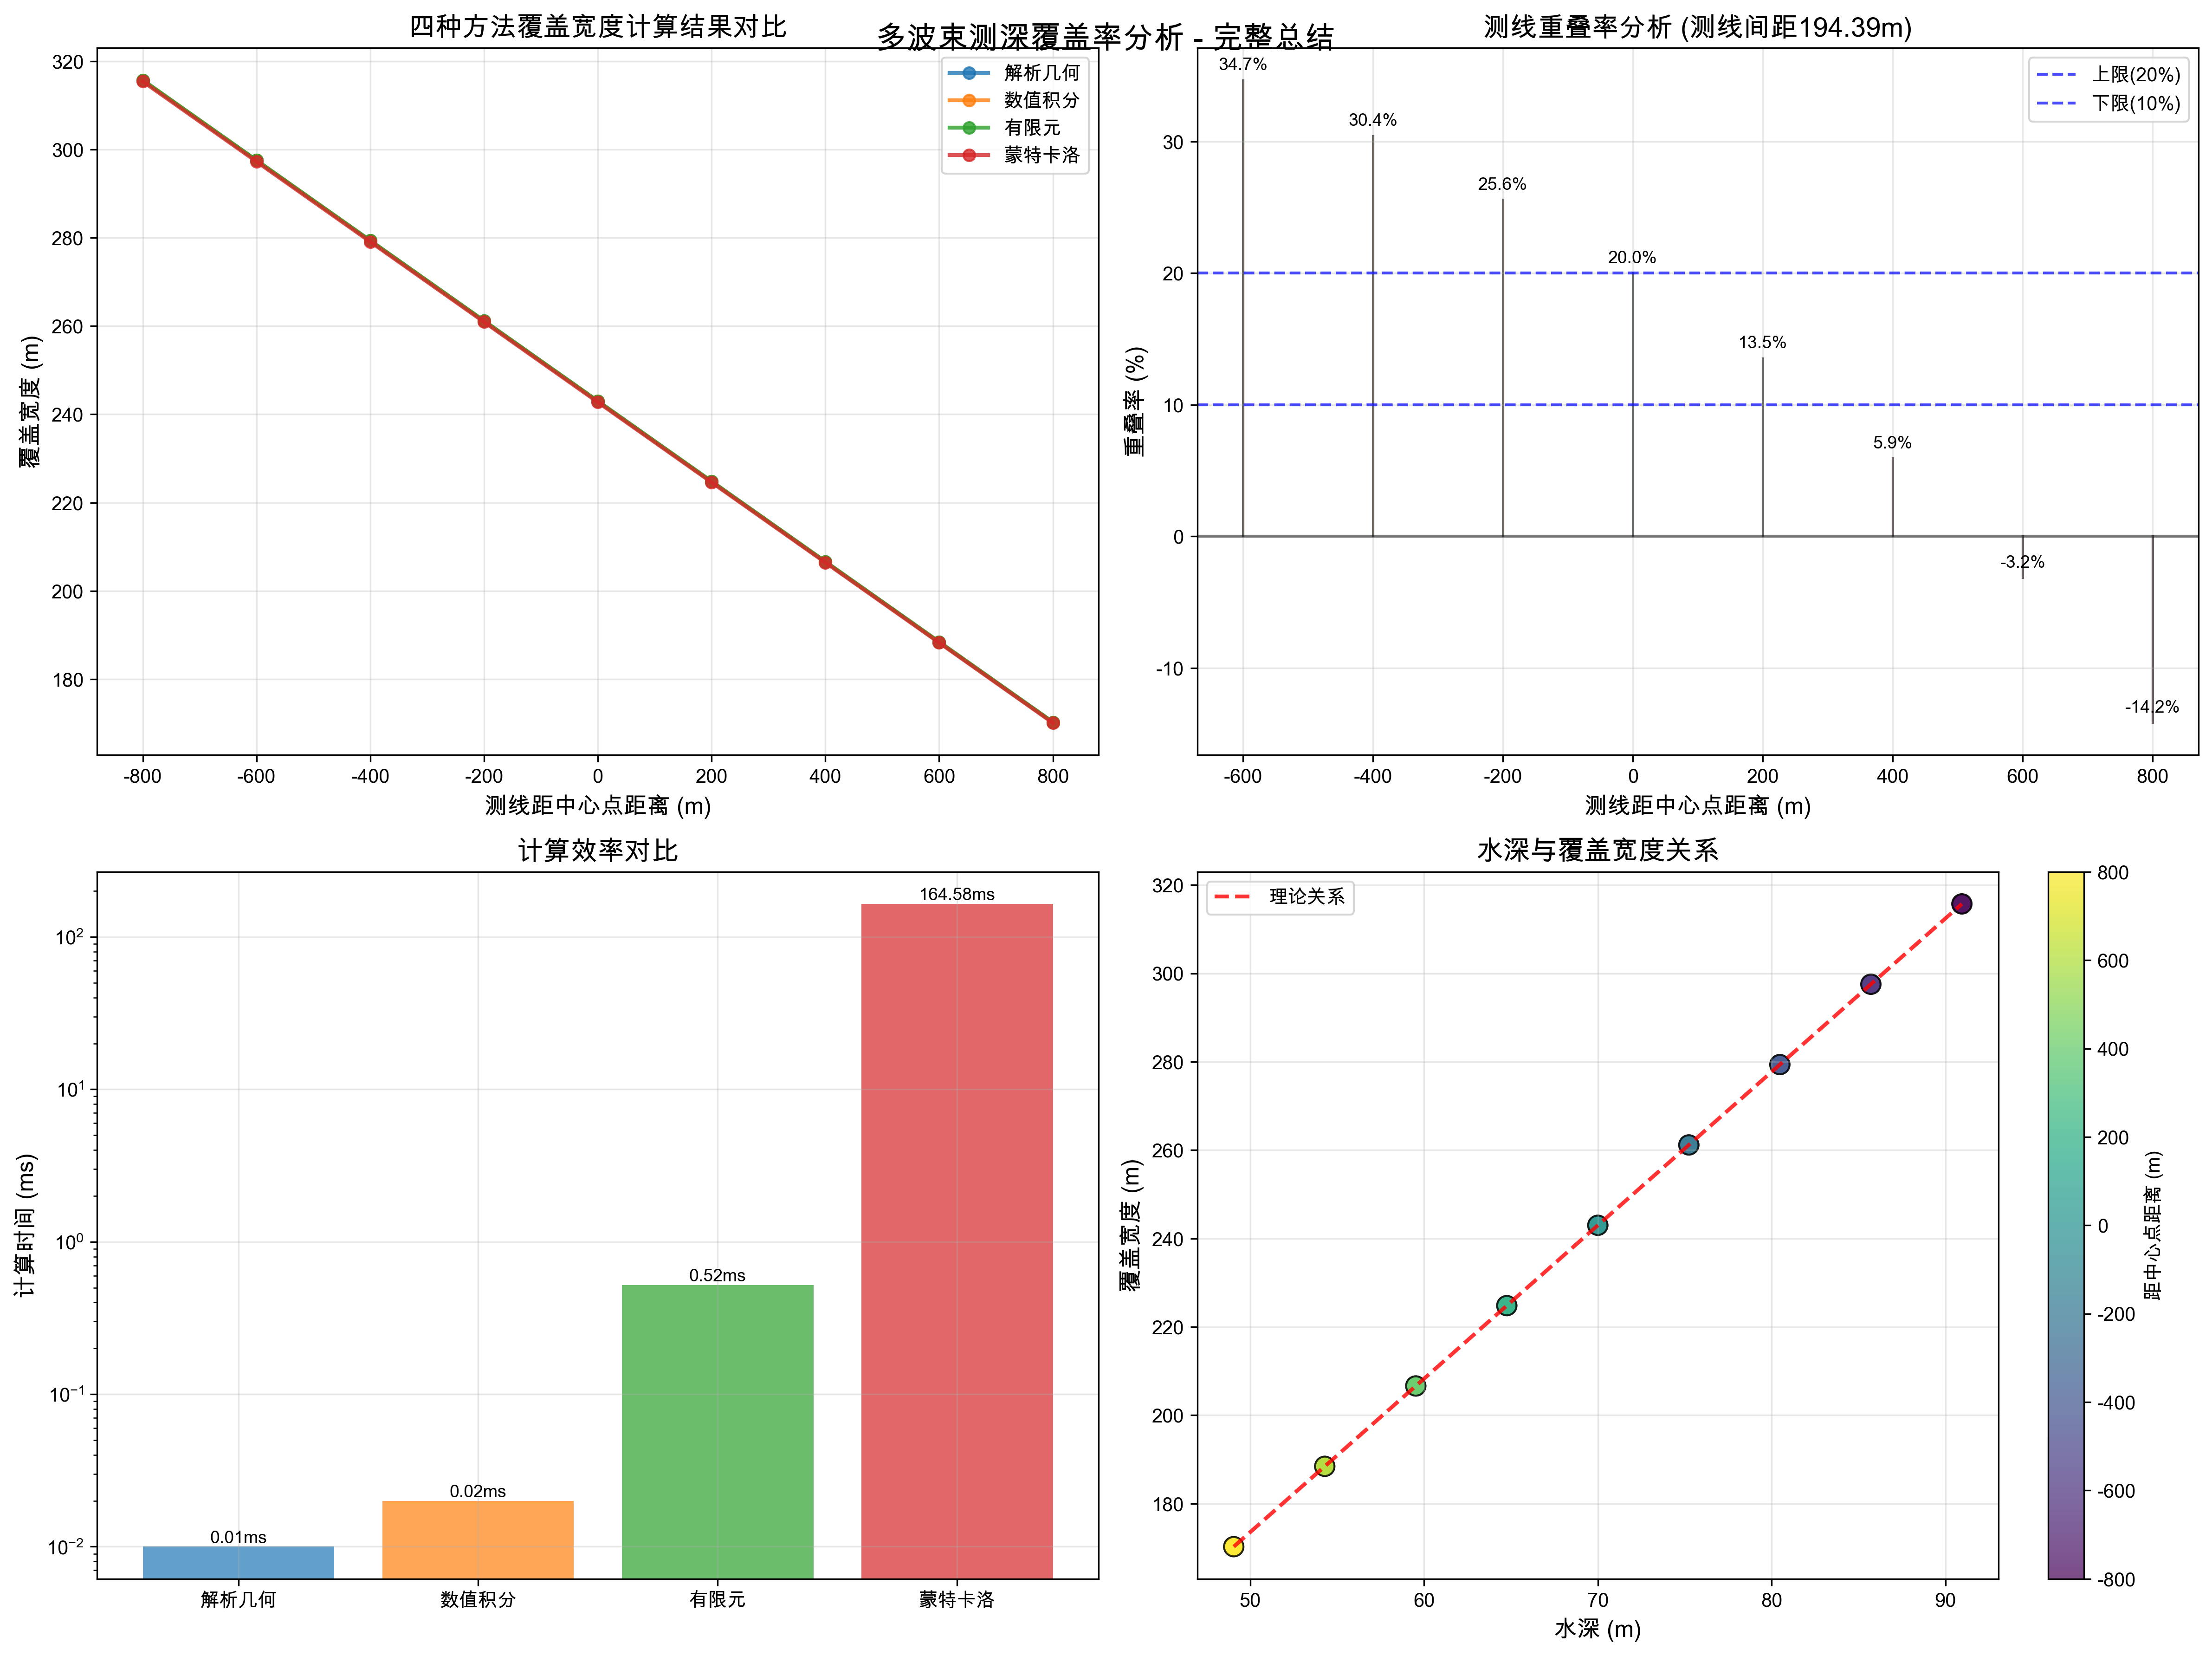 多波束测深覆盖率分析 - 完整总结
四种方法覆盖宽度计算结果对比
覆盖宽度 (m)
320
300
280
260
240
220
200
180
解析几何
数值积分
有限元
蒙特卡洛
-800 -600 -400 -200 0 200 400 600 800
测线距中心点距离 (m)
测线重叠率分析 (测线间距194.39m)
重叠率 (%)
30
20
10
0
-10
上限(20%)
下限(10%)
34.7%
30.4%
25.6%
20.0%
13.5%
5.9%
-3.2%
-14.2%
-600 -400 -200 0 200 400 600 800
测线距中心点距离 (m)
计算效率对比
计算时间 (ms)
10²
10¹
10⁰
10⁻¹
10⁻²
0.01ms
0.02ms
0.52ms
164.58ms
解析几何 数值积分 有限元 蒙特卡洛
水深与覆盖宽度关系
覆盖宽度 (m)
320
300
280
260
240
220
200
180
理论关系
50 60 70 80 90
水深 (m)
800
600
400
200
0
-200
-400
-600
-800
距中心点距离 (m)